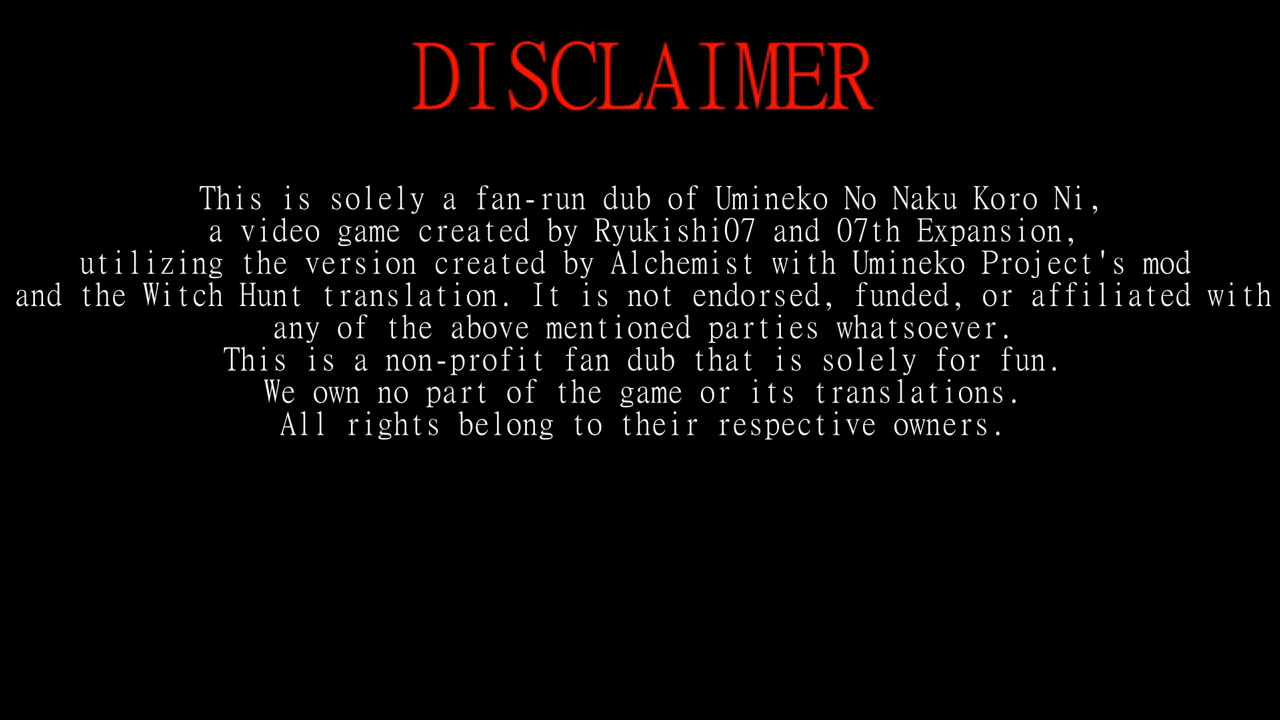 DISCLAIMER
This is solely a fan-run dub of Umineko No Naku Koro Ni,
a video game created by Ryukishi07 and 07th Expansion,
utilizing the version created by Alchemist with Umineko Project's mod
and the Witch Hunt translation. It is not endorsed, funded, or affiliated with
any of the above mentioned parties whatsoever.
This is a non-profit fan dub that is solely for fun.
We own no part of the game or its translations.
All rights belong to their respective owners.